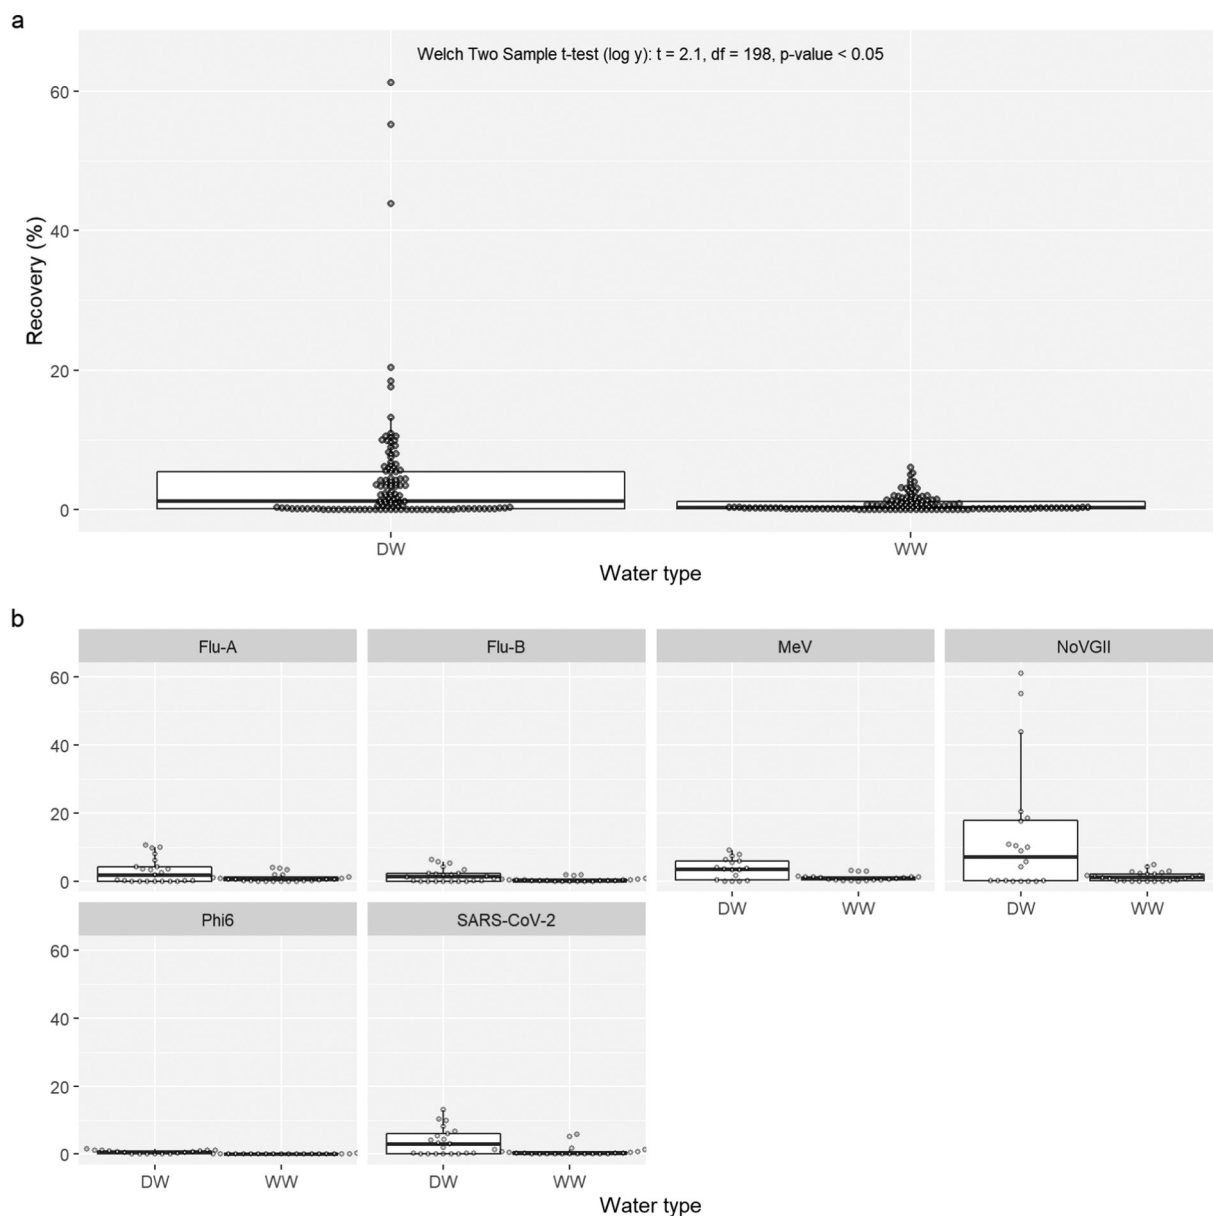 a
Welch Two Sample t-test (log y): t = 2.1, df = 198, p-value < 0.05
60
40
20
0
Recovery (%)
DW WW
Water type
b
Flu-A Flu-B MeV NoVGII
60
40
20
0
DW WW DW WW
Phi6 SARS-CoV-2
60
40
20
0
DW WW DW WW
Water type